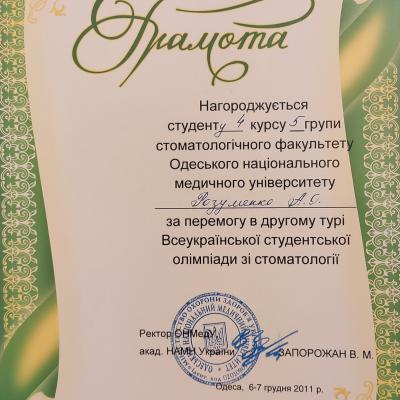 Грамота
Нагороджується
студенту 4 курсу 5 групи
стоматологічного факультету
Одеського національного
медичного університету
Розуменко А.С.
за перемогу в другому турі
Всеукраїнської студентської
олімпіади зі стоматології
Ректор ОНМедУ,
акад. НАМН України ЗАПОРОЖАН В. М.
Одеса, 6-7 грудня 2011 р.